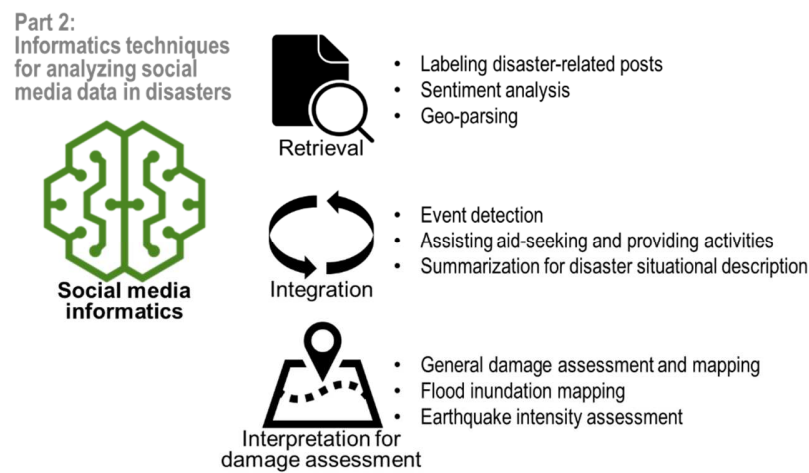 Part 2:
Informatics techniques
for analyzing social
media data in disasters
Social media
informatics
Retrieval
• Labeling disaster-related posts
• Sentiment analysis
• Geo-parsing
Integration
• Event detection
• Assisting aid-seeking and providing activities
• Summarization for disaster situational description
Interpretation for
damage assessment
• General damage assessment and mapping
• Flood inundation mapping
• Earthquake intensity assessment